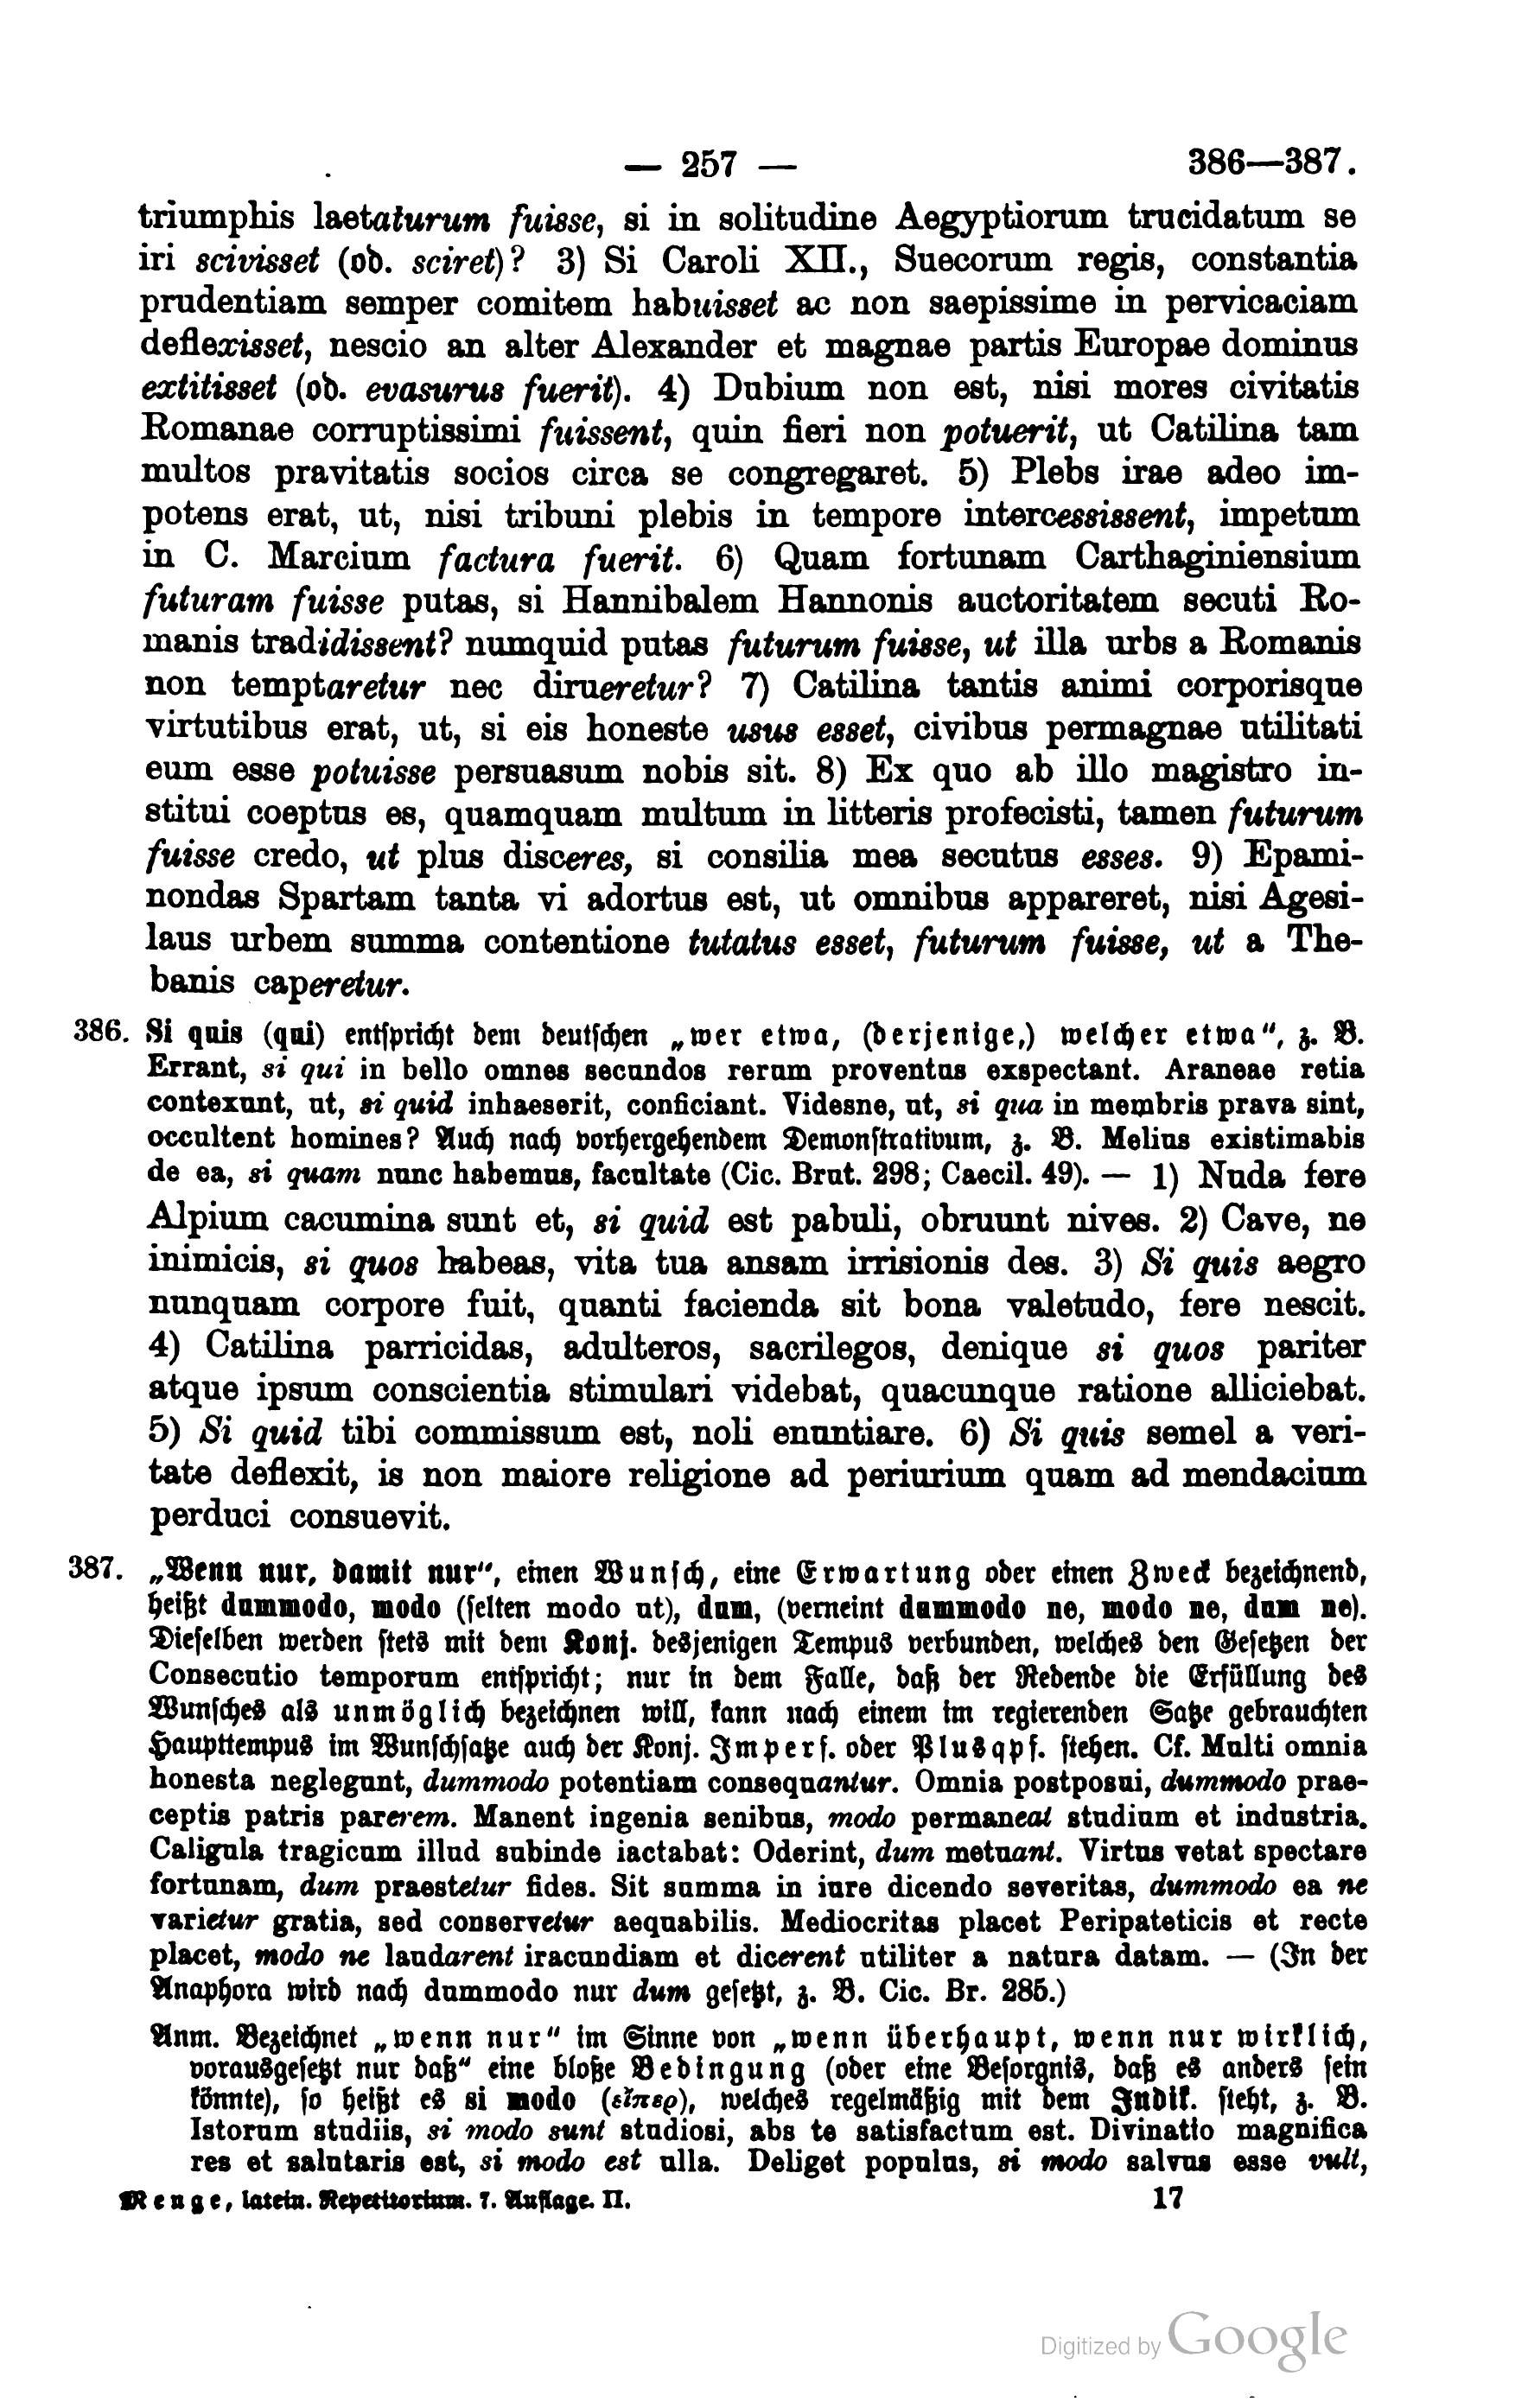 — 257 — 386—387.
triumphis laetaturum fuisse, si in solitudine Aegyptiorum trucidatum se
iri scivisset (ob. sciret)? 3) Si Caroli XII., Suecorum regis, constantia
prudentiam semper comitem habuisset ac non saepissime in pervicaciam
deflexisset, nescio an alter Alexander et magnae partis Europae dominus
extitisset (ob. evasurus fuerit). 4) Dubium non est, nisi mores civitatis
Romanae corruptissimi fuissent, quin fieri non potuerit, ut Catilina tam
multos pravitatis socios circa se congregaret. 5) Plebs irae adeo im-
potens erat, ut, nisi tribuni plebis in tempore intercessissent, impetum
in C. Marcium factura fuerit. 6) Quam fortunam Carthaginiensium
futuram fuisse putas, si Hannibalem Hannonis auctoritatem secuti Ro-
manis tradidissent? numquid putas futurum fuisse, ut illa urbs a Romanis
non temptaretur nec dirueretur? 7) Catilina tantis animi corporisque
virtutibus erat, ut, si eis honeste usus esset, civibus permagnae utilitati
eum esse potuisse persuasum nobis sit. 8) Ex quo ab illo magistro in-
stitui coeptus es, quamquam multum in litteris profecisti, tamen futurum
fuisse credo, ut plus disceres, si consilia mea secutus esses. 9) Epami-
nondas Spartam tanta vi adortus est, ut omnibus appareret, nisi Agesi-
laus urbem summa contentione tutatus esset, futurum fuisse, ut a The-
banis caperetur.
386. Si quis (qui) entspricht dem deutschen „wer etwa, (derjenige,) welcher etwa“, z. B.
Errant, si qui in bello omnes secundos rerum proventus exspectant. Araneae retia
contexunt, ut, si quid inhaeserit, conficiant. Videsne, ut, si qua in membris prava sint,
occultent homines? Auch nach vorhergehendem Demonstrativum, z. B. Melius existimabis
de ea, si quam nunc habemus, facultate (Cic. Brut. 298; Caecil. 49). — 1) Nuda fere
Alpium cacumina sunt et, si quid est pabuli, obruunt nives. 2) Cave, ne
inimicis, si quos habeas, vita tua ansam irrisionis des. 3) Si quis aegro
nunquam corpore fuit, quanti facienda sit bona valetudo, fere nescit.
4) Catilina parricidas, adulteros, sacrilegos, denique si quos pariter
atque ipsum conscientia stimulari videbat, quacunque ratione alliciebat.
5) Si quid tibi commissum est, noli enuntiare. 6) Si quis semel a veri-
tate deflexit, is non maiore religione ad periurium quam ad mendacium
perduci consuevit.
387. „Wenn nur, damit nur“, einen Wunsch, eine Erwartung oder einen Zweck bezeichnend,
heißt dummodo, modo (selten modo ut), dum, (verneint dummodo ne, modo ne, dum ne).
Dieselben werden stets mit dem Konj. desjenigen Tempus verbunden, welches den Gesetzen der
Consecutio temporum entspricht; nur in dem Falle, daß der Redende die Erfüllung des
Wunsches als unmöglich bezeichnen will, kann nach einem im regierenden Satze gebrauchten
Haupttempus im Wunschsatze auch der Konj. Imperf. oder Plusqpf. stehen. Cf. Multi omnia
honesta neglegunt, dummodo potentiam consequantur. Omnia postposui, dummodo prae-
ceptis patris parerem. Manent ingenia senibus, modo permaneat studium et industria.
Caligula tragicum illud subinde iactabat: Oderint, dum metuant. Virtus vetat spectare
fortunam, dum praestetur fides. Sit summa in iure dicendo severitas, dummodo ea ne
varietur gratia, sed conservetur aequabilis. Mediocritas placet Peripateticis et recte
placet, modo ne laudarent iracundiam et dicerent utiliter a natura datam. — (In der
Anaphora wird nach dummodo nur dum gesetzt, z. B. Cic. Br. 285.)
Anm. Bezeichnet „wenn nur“ im Sinne von „wenn überhaupt, wenn nur wirklich,
vorausgesetzt nur daß“ eine bloße Bedingung (oder eine Besorgnis, daß es anders sein
könnte), so heißt es si modo (εἴπερ), welches regelmäßig mit dem Indik. steht, z. B.
Istorum studiis, si modo sunt studiosi, abs te satisfactum est. Divinatio magnifica
res et salutaris est, si modo est ulla. Deliget populus, si modo salvus esse vult,
Menge, latein. Repetitorium. 7. Auflage. II. 17
Digitized by Google